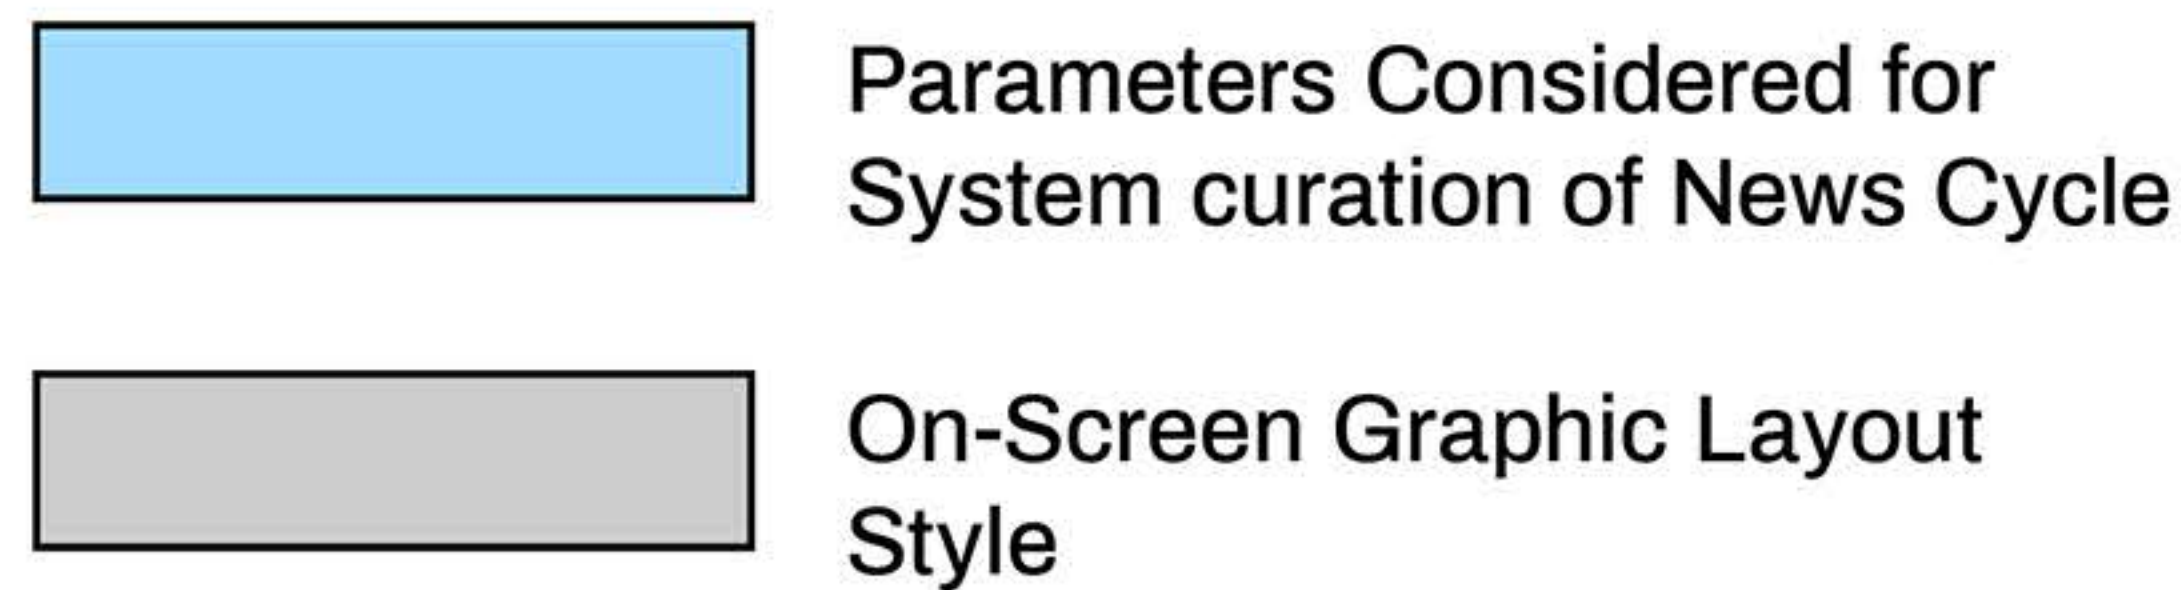 Parameters Considered for
System curation of News Cycle
On-Screen Graphic Layout
Style